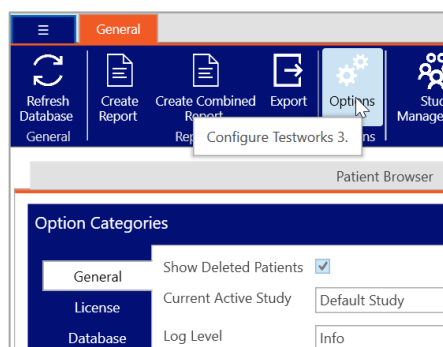 General
Refresh Database
Create Report
Create Combined
Export
Options
General
Configure Testworks 3.
Patient Browser
Option Categories
General
Show Deleted Patients
License
Current Active Study
Default Study
Database
Log Level
Info